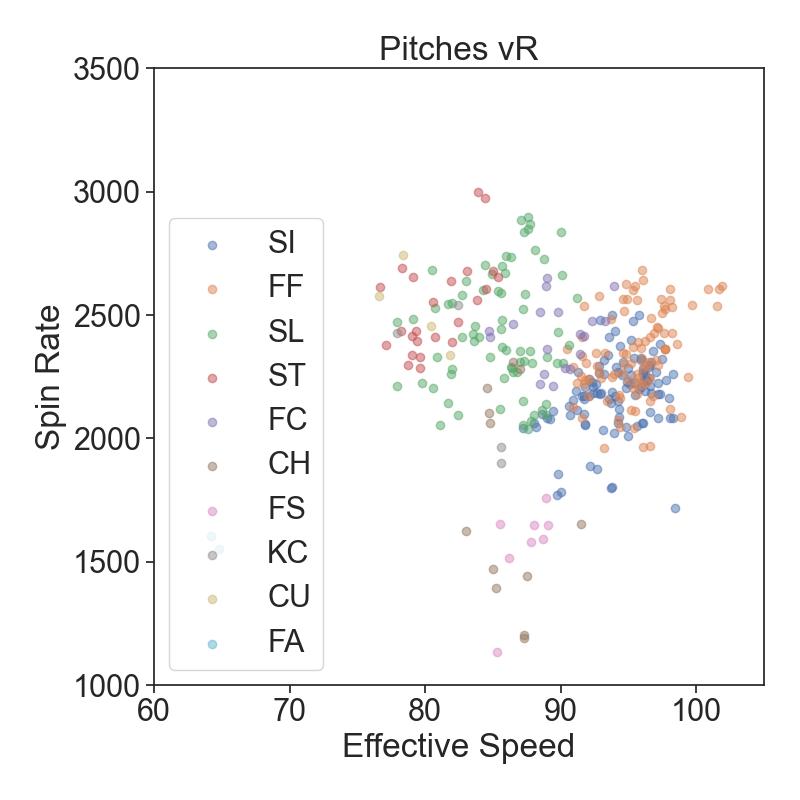 Pitches vR
3500
3000
2500
2000
1500
1000
Spin Rate
SI
FF
SL
ST
FC
CH
FS
KC
CU
FA
60
70
80
90
100
Effective Speed